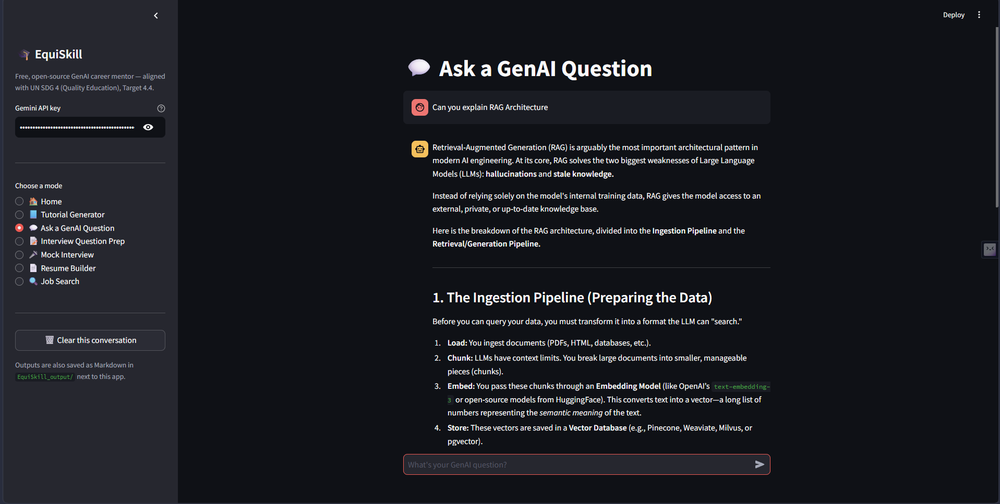 Deploy
EquiSkill
Free, open-source GenAI career mentor — aligned
with UN SDG 4 (Quality Education), Target 4.4.
Gemini API key
••••••••••••••••••••••••••••••••••••••••••••••
Choose a mode
Home
Tutorial Generator
Ask a GenAI Question
Interview Question Prep
Mock Interview
Resume Builder
Job Search
Clear this conversation
Outputs are also saved as Markdown in
EquiSkill_output/ next to this app.
Ask a GenAI Question
Can you explain RAG Architecture
Retrieval-Augmented Generation (RAG) is arguably the most important architectural pattern in
modern AI engineering. At its core, RAG solves the two biggest weaknesses of Large Language
Models (LLMs): hallucinations and stale knowledge.
Instead of relying solely on the model's internal training data, RAG gives the model access to an
external, private, or up-to-date knowledge base.
Here is the breakdown of the RAG architecture, divided into the Ingestion Pipeline and the
Retrieval/Generation Pipeline.
1. The Ingestion Pipeline (Preparing the Data)
Before you can query your data, you must transform it into a format the LLM can "search."
1. Load: You ingest documents (PDFs, HTML, databases, etc.).
2. Chunk: LLMs have context limits. You break large documents into smaller, manageable
pieces (chunks).
3. Embed: You pass these chunks through an Embedding Model (like OpenAI’s text-embedding-
3 or open-source models from HuggingFace). This converts text into a vector—a long list of
numbers representing the semantic meaning of the text.
4. Store: These vectors are saved in a Vector Database (e.g., Pinecone, Weaviate, Milvus, or
pgvector).
What's your GenAI question?